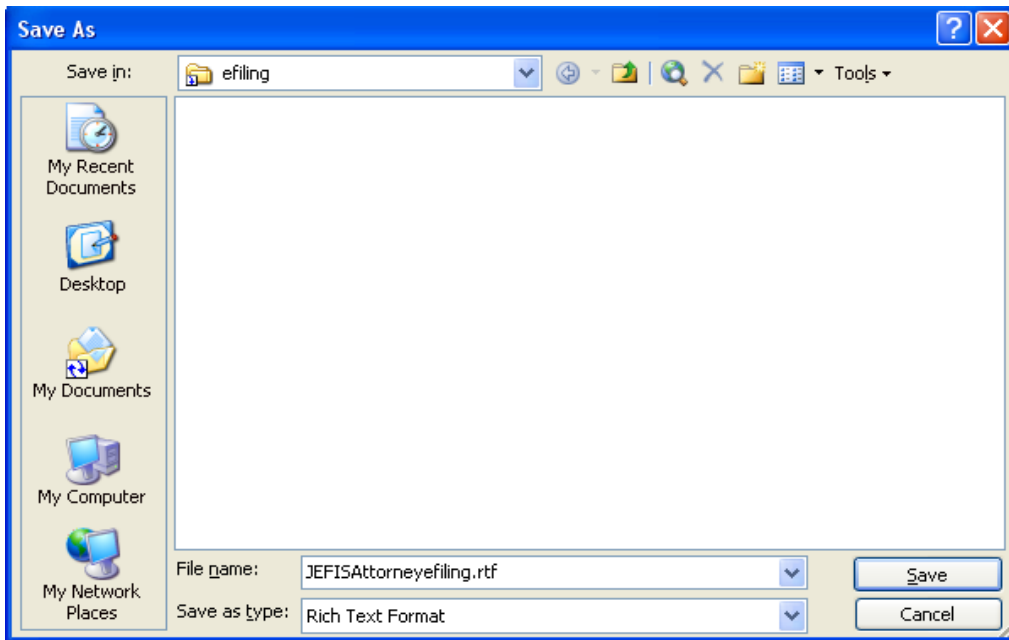 Save As
Save in:
efiling
Tools
My Recent
Documents
Desktop
My Documents
My Computer
My Network
Places
File name:
JEFISAttorneyefiling.rtf
Save
Save as type:
Rich Text Format
Cancel